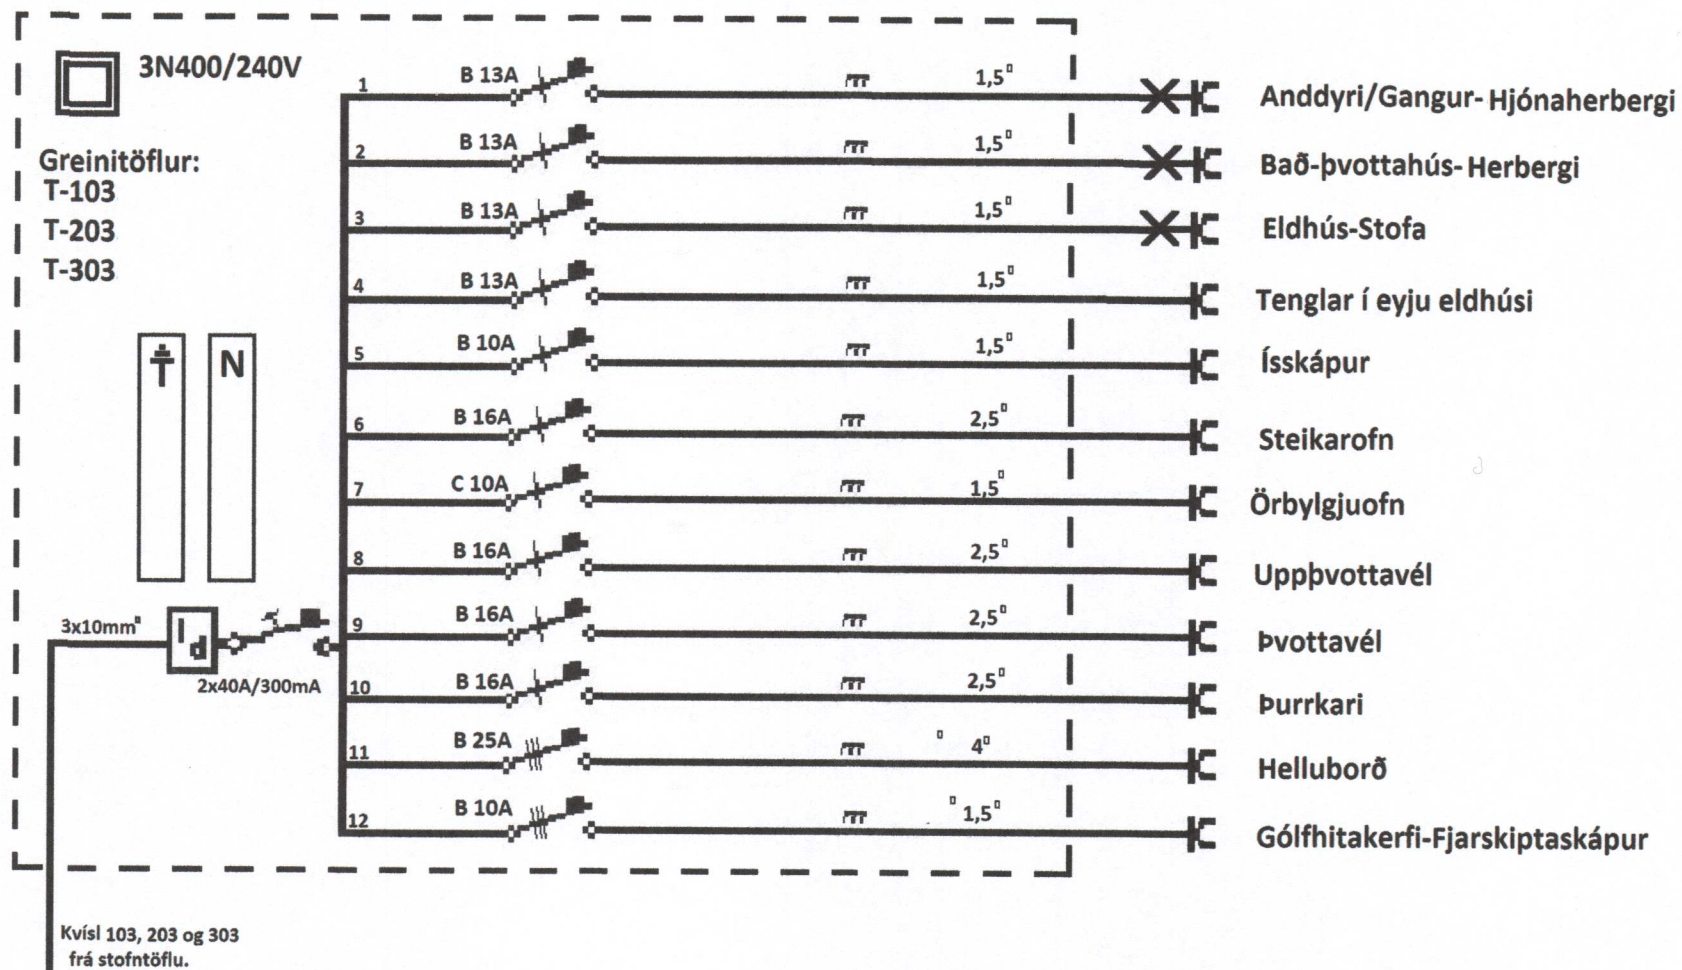 3N400/240V
Greinitöflur:
T-103
T-203
T-303
N
3x10mm²
Id
2x40A/300mA
1 B 13A 1,5▫ Anddyri/Gangur-Hjónaherbergi
2 B 13A 1,5▫ Bað-þvottahús-Herbergi
3 B 13A 1,5▫ Eldhús-Stofa
4 B 13A 1,5▫ Tenglar í eyju eldhúsi
5 B 10A 1,5▫ Ísskápur
6 B 16A 2,5▫ Steikarofn
7 C 10A 1,5▫ Örbylgjuofn
8 B 16A 2,5▫ Uppþvottavél
9 B 16A 2,5▫ Þvottavél
10 B 16A 2,5▫ Þurrkari
11 B 25A ▫ 4▫ Helluborð
12 B 10A ▫ 1,5▫ Gólfhitakerfi-Fjarskiptaskápur
Kvísl 103, 203 og 303
frá stofntöflu.